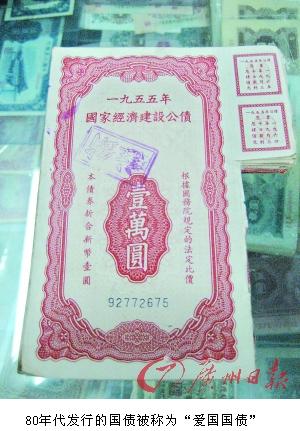 一九五五年
國家經濟建設公債
壹萬圓
根據國務院規定的法定比價
本債券折合新幣壹圓
92772675
广州日报
80年代发行的国债被称为“爱国国债”